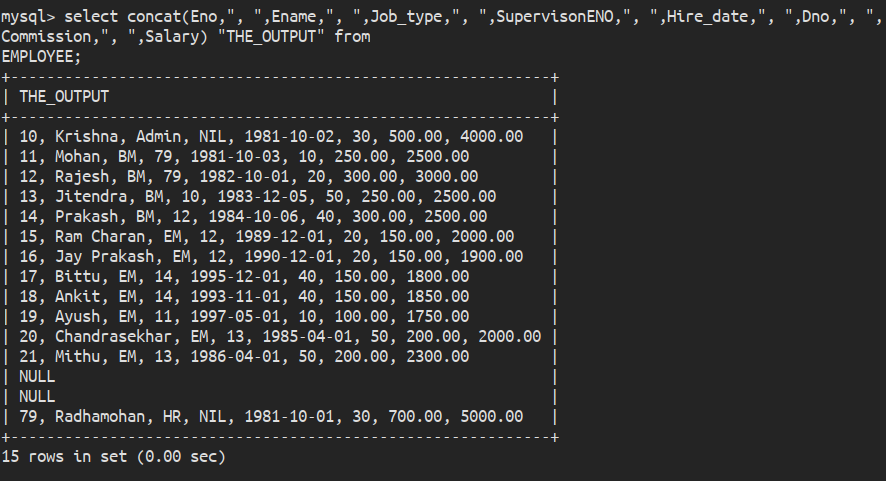 mysql> select concat(Eno,", ",Ename,", ",Job_type,", ",SupervisonENO,", ",Hire_date,", ",Dno,", ",
Commission,", ",Salary) "THE_OUTPUT" from
EMPLOYEE;
+------------------------------------------------------------+
| THE_OUTPUT                                                 |
+------------------------------------------------------------+
| 10, Krishna, Admin, NIL, 1981-10-02, 30, 500.00, 4000.00   |
| 11, Mohan, BM, 79, 1981-10-03, 10, 250.00, 2500.00         |
| 12, Rajesh, BM, 79, 1982-10-01, 20, 300.00, 3000.00        |
| 13, Jitendra, BM, 10, 1983-12-05, 50, 250.00, 2500.00      |
| 14, Prakash, BM, 12, 1984-10-06, 40, 300.00, 2500.00       |
| 15, Ram Charan, EM, 12, 1989-12-01, 20, 150.00, 2000.00    |
| 16, Jay Prakash, EM, 12, 1990-12-01, 20, 150.00, 1900.00   |
| 17, Bittu, EM, 14, 1995-12-01, 40, 150.00, 1800.00         |
| 18, Ankit, EM, 14, 1993-11-01, 40, 150.00, 1850.00         |
| 19, Ayush, EM, 11, 1997-05-01, 10, 100.00, 1750.00         |
| 20, Chandrasekhar, EM, 13, 1985-04-01, 50, 200.00, 2000.00 |
| 21, Mithu, EM, 13, 1986-04-01, 50, 200.00, 2300.00         |
| NULL                                                       |
| NULL                                                       |
| 79, Radhamohan, HR, NIL, 1981-10-01, 30, 700.00, 5000.00   |
+------------------------------------------------------------+
15 rows in set (0.00 sec)